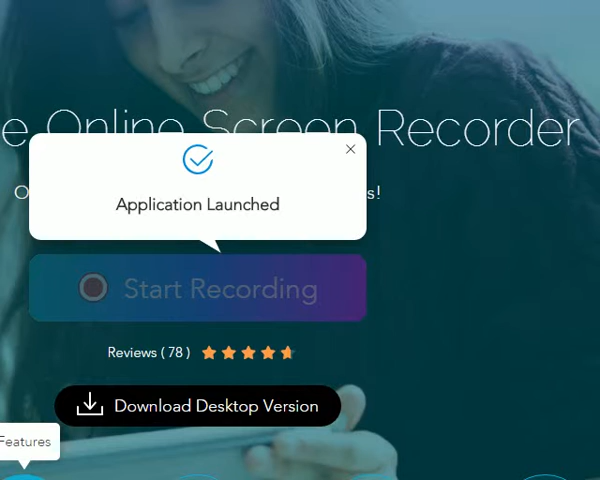 e Online Screen Recorder
O
s!
Application Launched
Start Recording
Reviews ( 78 )
Download Desktop Version
Features